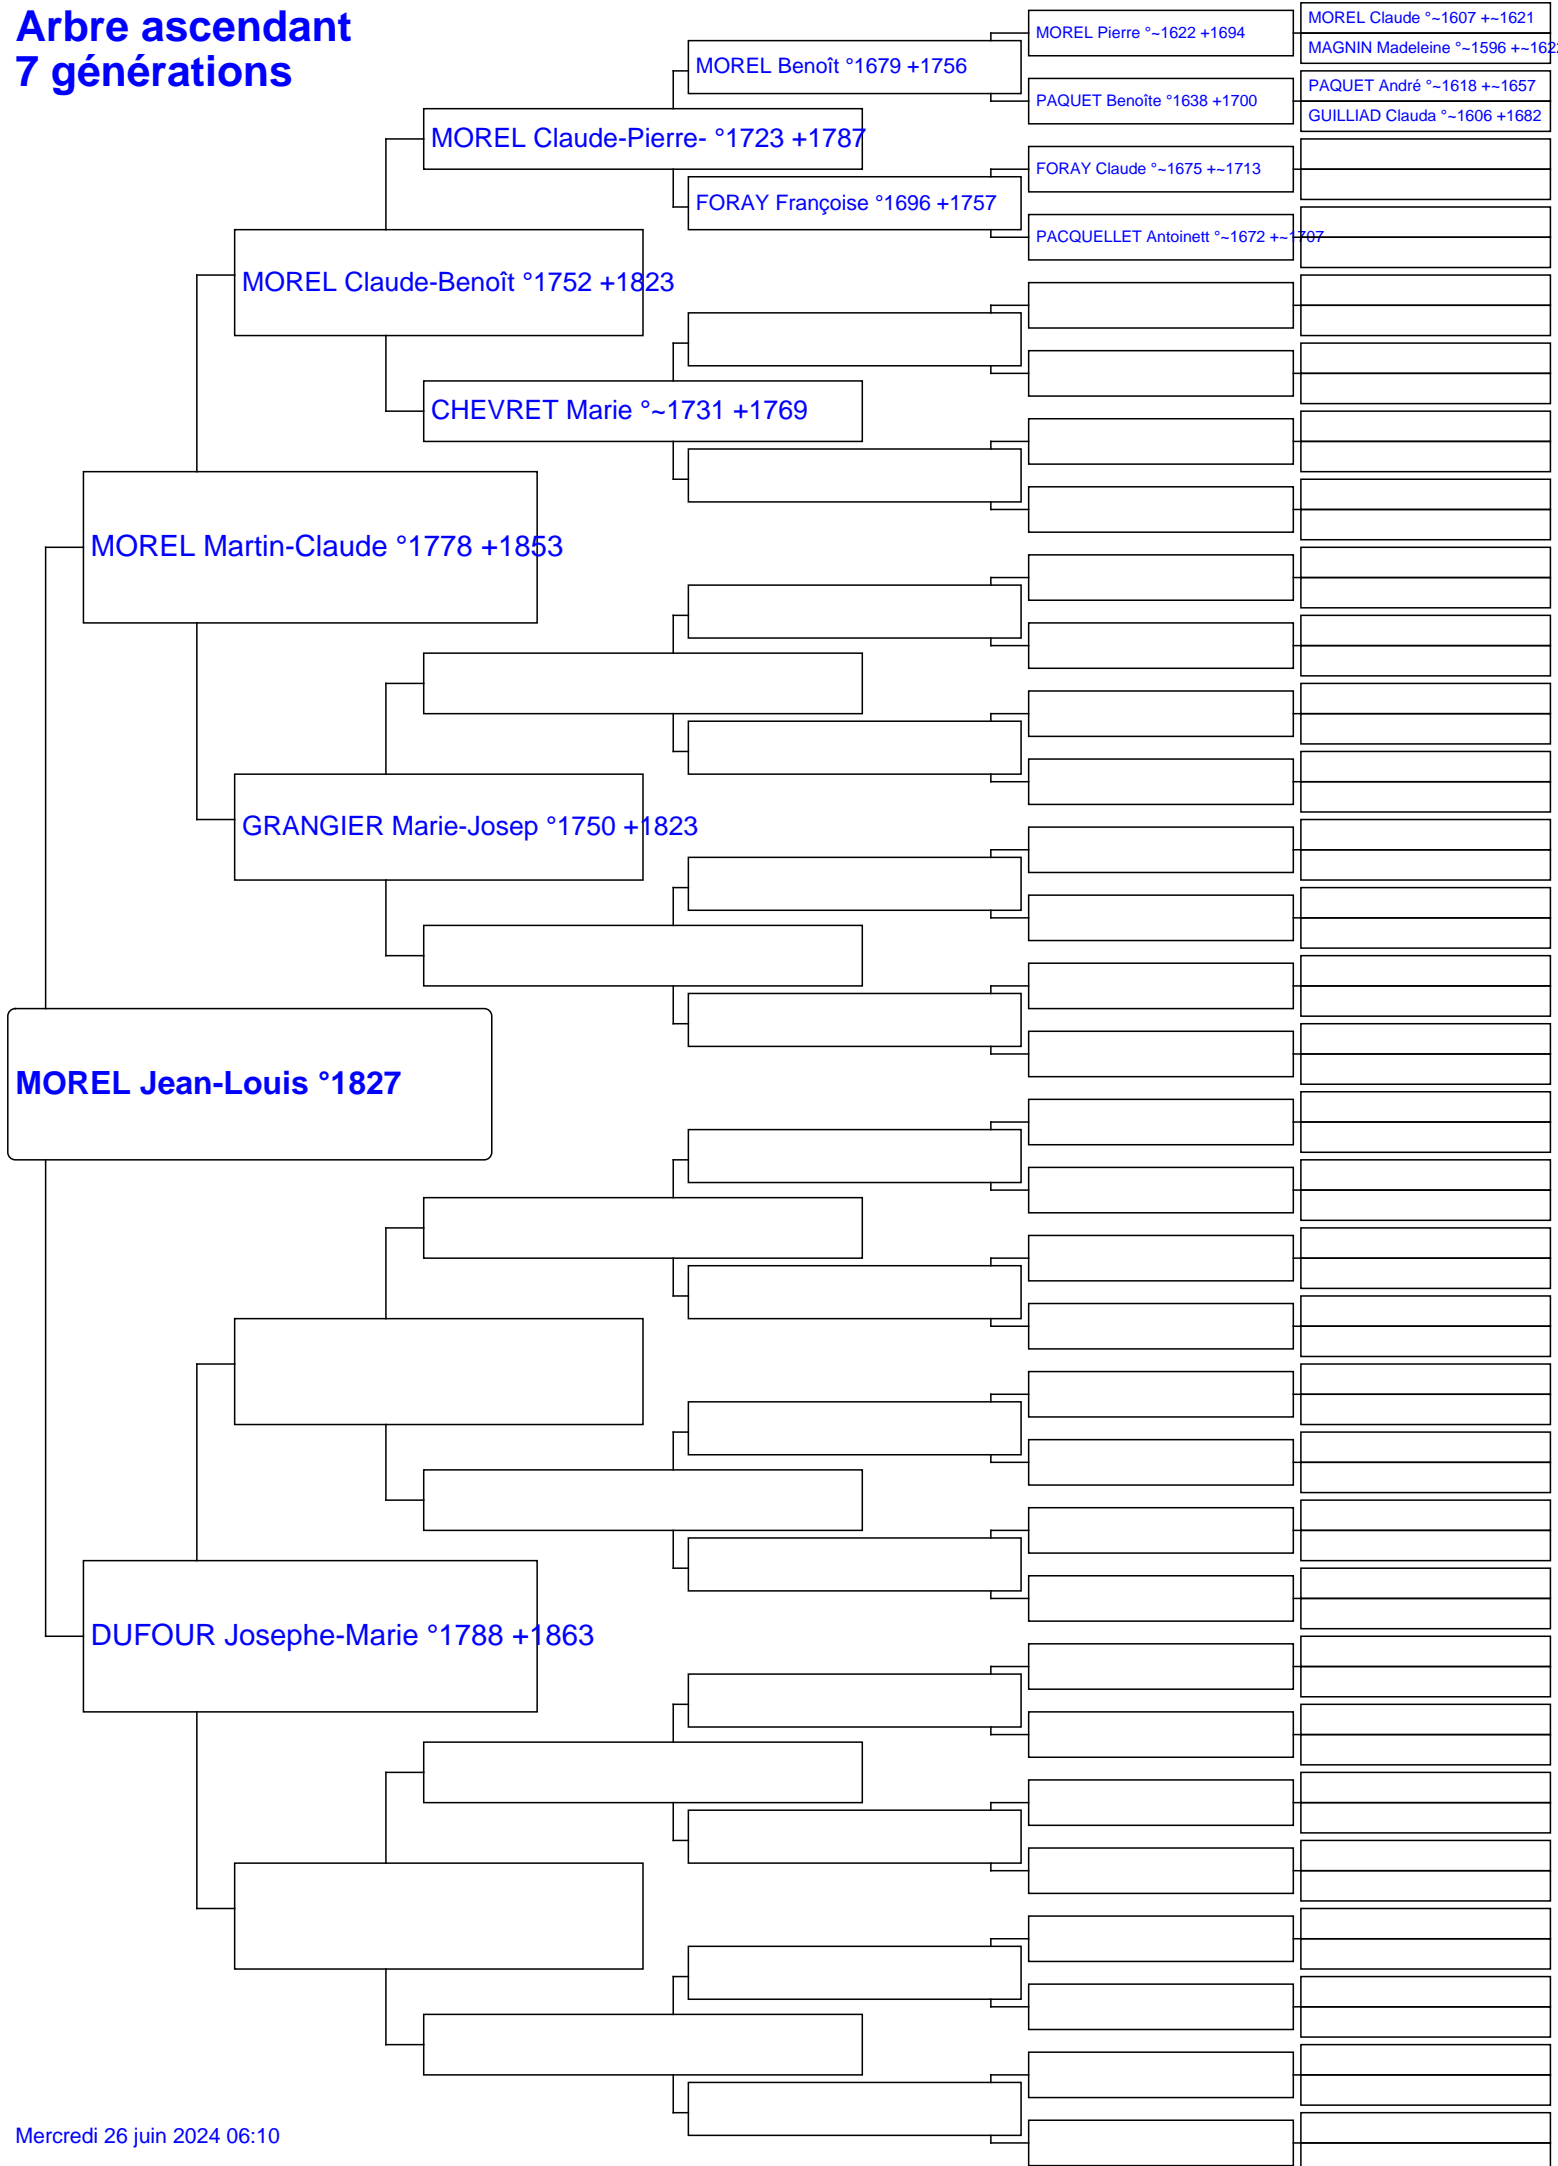 Arbre ascendant
7 générations
MOREL Claude °~1607 +~1621
MOREL Pierre °~1622 +1694
MAGNIN Madeleine °~1596 +~162
MOREL Benoît °1679 +1756
PAQUET André °~1618 +~1657
PAQUET Benoîte °1638 +1700
GUILLIAD Clauda °~1606 +1682
MOREL Claude-Pierre- °1723 +1787
FORAY Claude °~1675 +~1713
FORAY Françoise °1696 +1757
PACQUELLET Antoinett °~1672 +~1707
MOREL Claude-Benoît °1752 +1823
CHEVRET Marie °~1731 +1769
MOREL Martin-Claude °1778 +1853
GRANGIER Marie-Josep °1750 +1823
MOREL Jean-Louis °1827
DUFOUR Josephe-Marie °1788 +1863
Mercredi 26 juin 2024 06:10